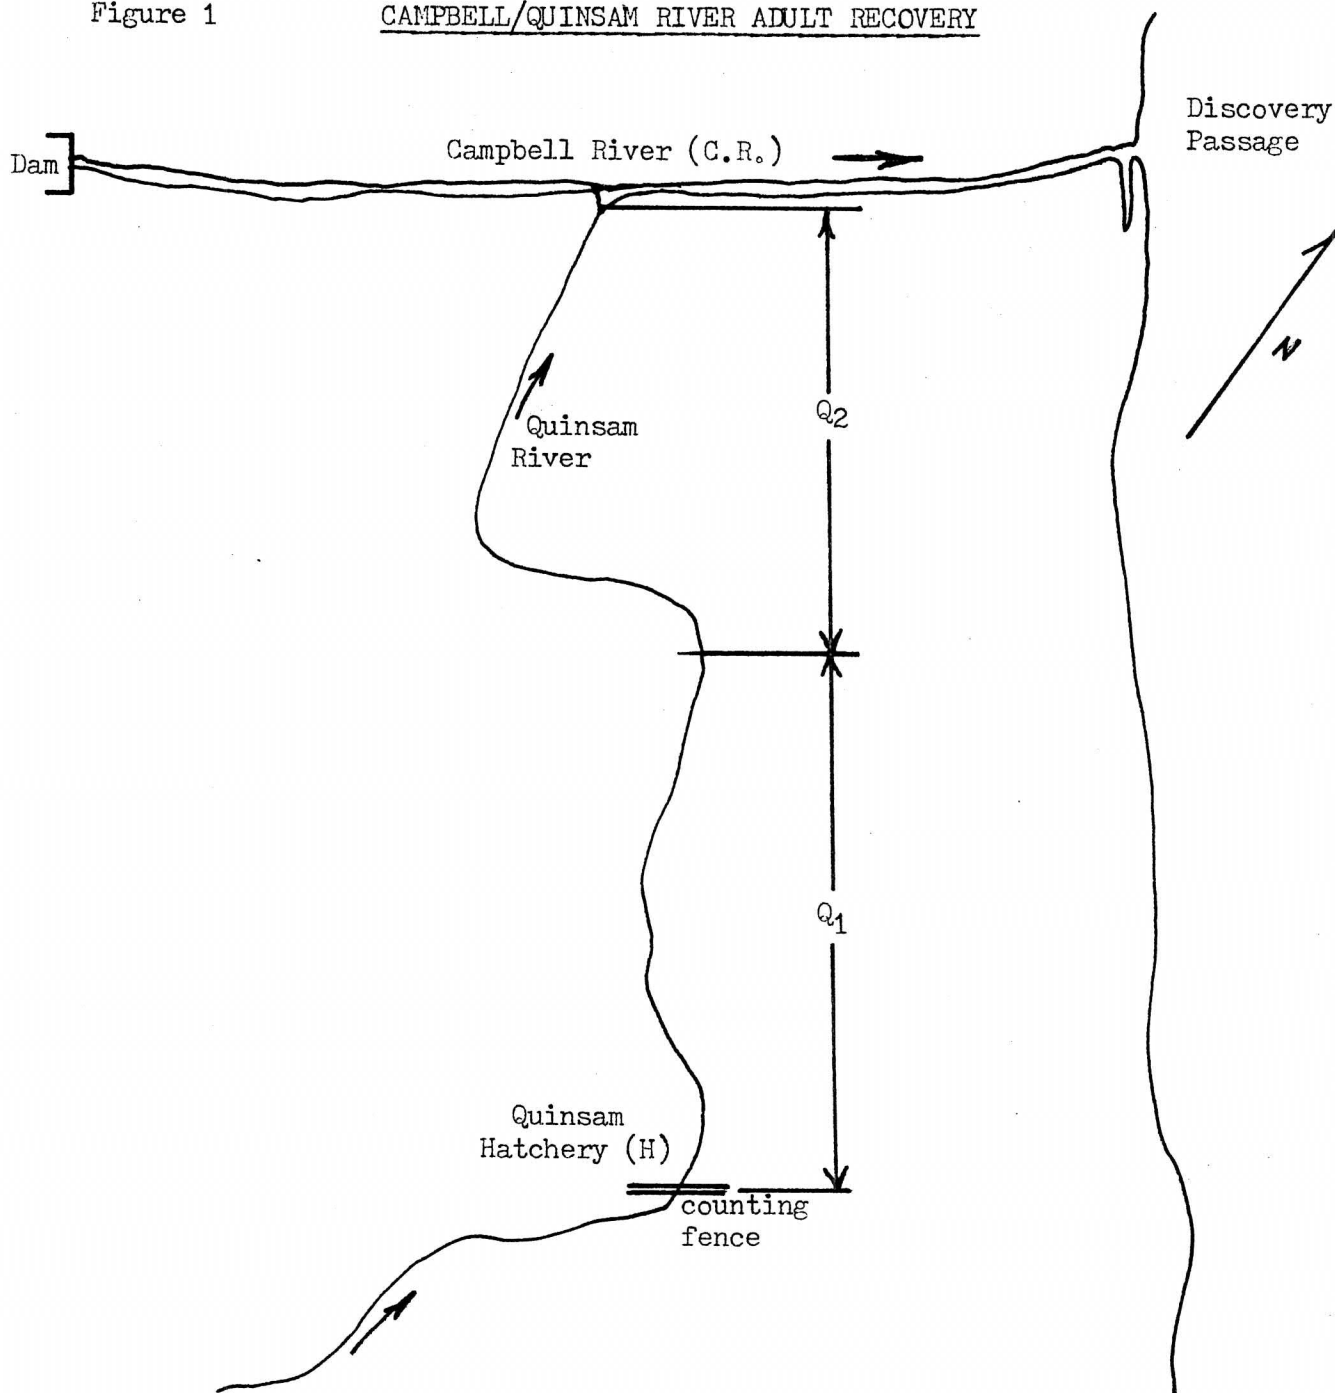 Figure 1
CAMPBELL/QUINSAM RIVER ADULT RECOVERY
Discovery
Passage
Campbell River (C.R.)
Dam
Q2
Quinsam
River
N
Q1
Quinsam
Hatchery (H)
counting
fence